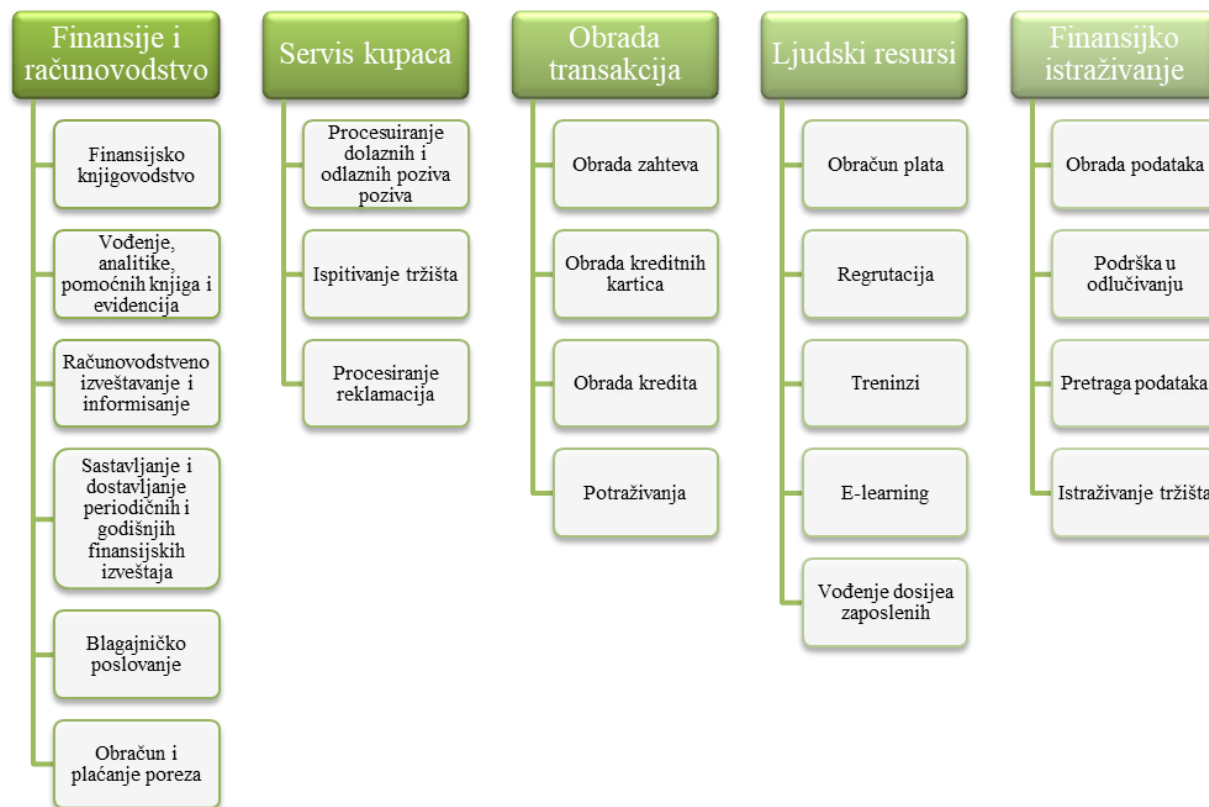 Finansije i
računovodstvo
Finansijsko
knjigovodstvo
Vođenje,
analitike,
pomoćnih knjiga i
evidencija
Računovodstveno
izveštavanje i
informisanje
Sastavljanje i
dostavljanje
periodičnih i
godišnjih
finansijskih
izveštaja
Blagajničko
poslovanje
Obračun i
plaćanje poreza
Servis kupaca
Procesuiranje
dolaznih i
odlaznih poziva
poziva
Ispitivanje tržišta
Procesiranje
reklamacija
Obrada
transakcija
Obrada zahteva
Obrada kreditnih
kartica
Obrada kredita
Potraživanja
Ljudski resursi
Obračun plata
Regrutacija
Treninzi
E-learning
Vođenje dosijea
zaposlenih
Finansijko
istraživanje
Obrada podataka
Podrška u
odlučivanju
Pretraga podataka
Istraživanje tržišta